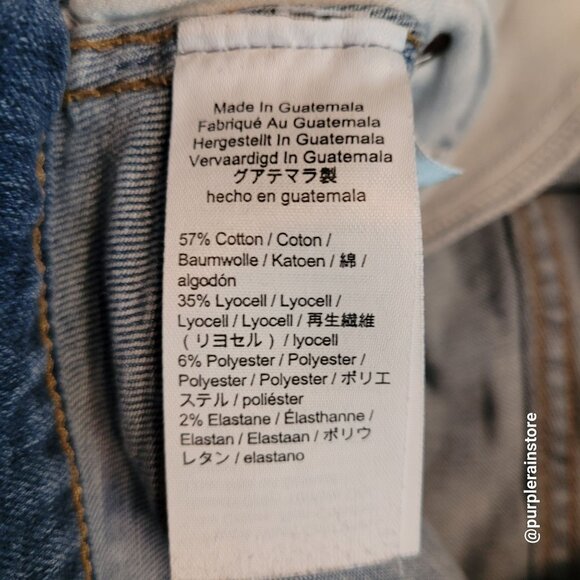 Made In Guatemala
Fabriqué Au Guatemala
Hergestellt In Guatemala
Vervaardigd In Guatemala
グアテマラ製
hecho en guatemala
57% Cotton / Coton /
Baumwolle / Katoen / 綿 /
algodón
35% Lyocell / Lyocell /
Lyocell / Lyocell / 再生繊維
( リヨセル ) / lyocell
6% Polyester / Polyester /
Polyester / Polyester / ポリエ
ステル / poliéster
2% Elastane / Élasthanne /
Elastan / Elastaan / ポリウ
レタン / elastano
@purplerainstore